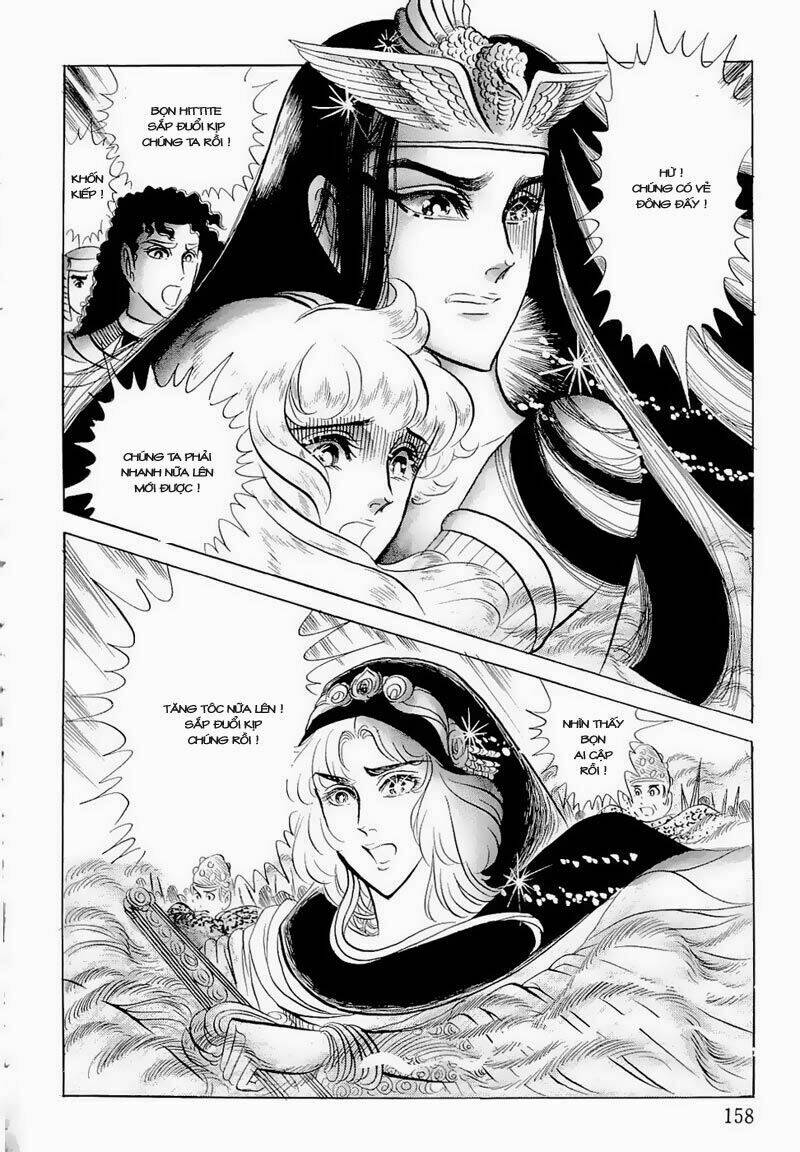 HỪ !
CHÚNG CÓ VẺ
ĐÔNG ĐẤY !
BỌN HITTITE
SẮP ĐUỔI KỊP
CHÚNG TA RỒI !
KHỐN
KIẾP !
CHÚNG TA PHẢI
NHANH NỮA LÊN
MỚI ĐƯỢC !
NHÌN THẤY
BỌN
AI CẬP
RỒI !
TĂNG TÔC NỮA LÊN !
SẮP ĐUỔI KỊP
CHÚNG RỒI !
158